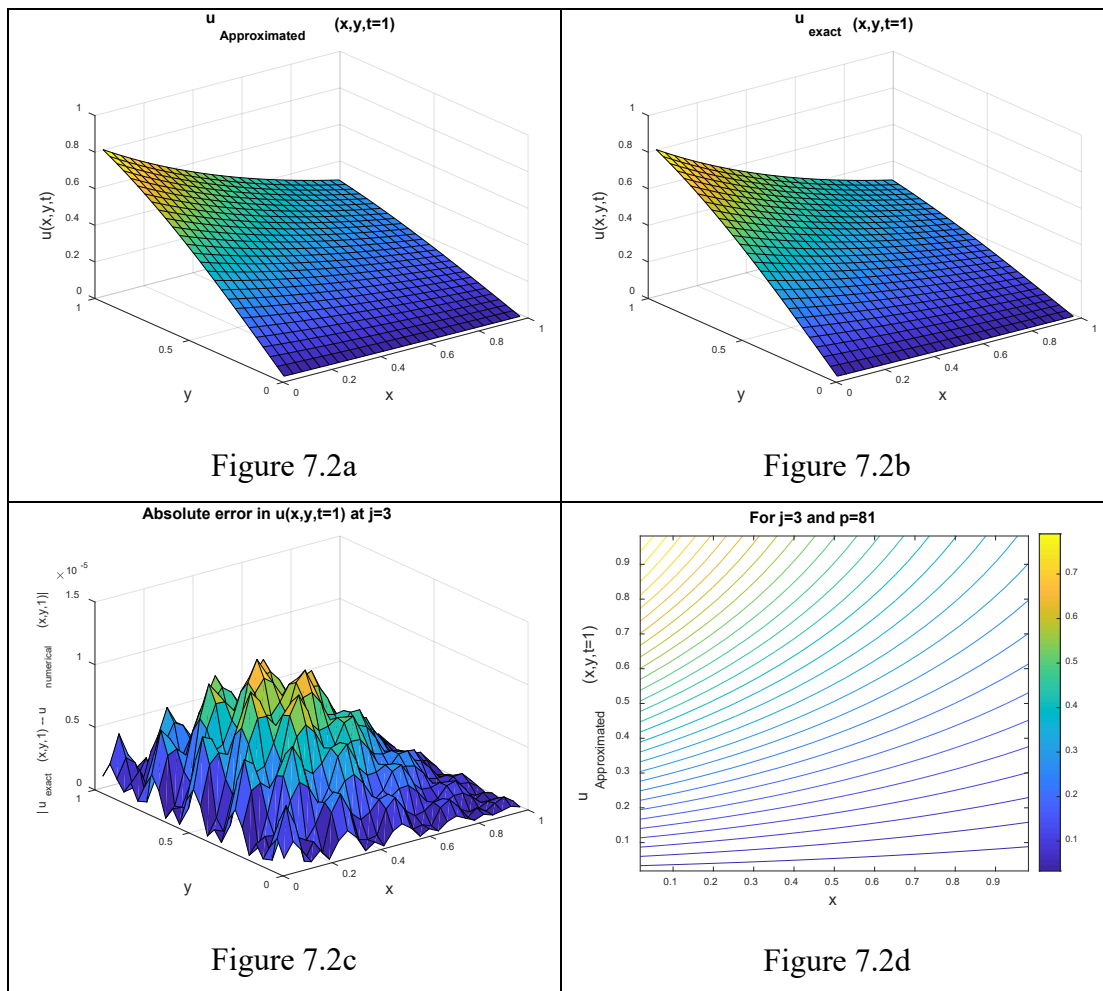 u Approximated (x,y,t=1)
1
0.8
0.6
0.4
0.2
0
u(x,y,t)
1
0.5
0
y
0
0.2
0.4
0.6
0.8
1
x
Figure 7.2a
u exact (x,y,t=1)
1
0.8
0.6
0.4
0.2
0
u(x,y,t)
1
0.5
0
y
0
0.2
0.4
0.6
0.8
1
x
Figure 7.2b
Absolute error in u(x,y,t=1) at j=3
× 10 -5
1.5
1
0.5
0
| u exact (x,y,1) -- u numerical (x,y,1)|
1
0.5
0
y
0
0.2
0.4
0.6
0.8
1
x
Figure 7.2c
For j=3 and p=81
0.9
0.8
0.7
0.6
0.5
0.4
0.3
0.2
0.1
u Approximated (x,y,t=1)
0.1 0.2 0.3 0.4 0.5 0.6 0.7 0.8 0.9
x
0.7
0.6
0.5
0.4
0.3
0.2
0.1
Figure 7.2d